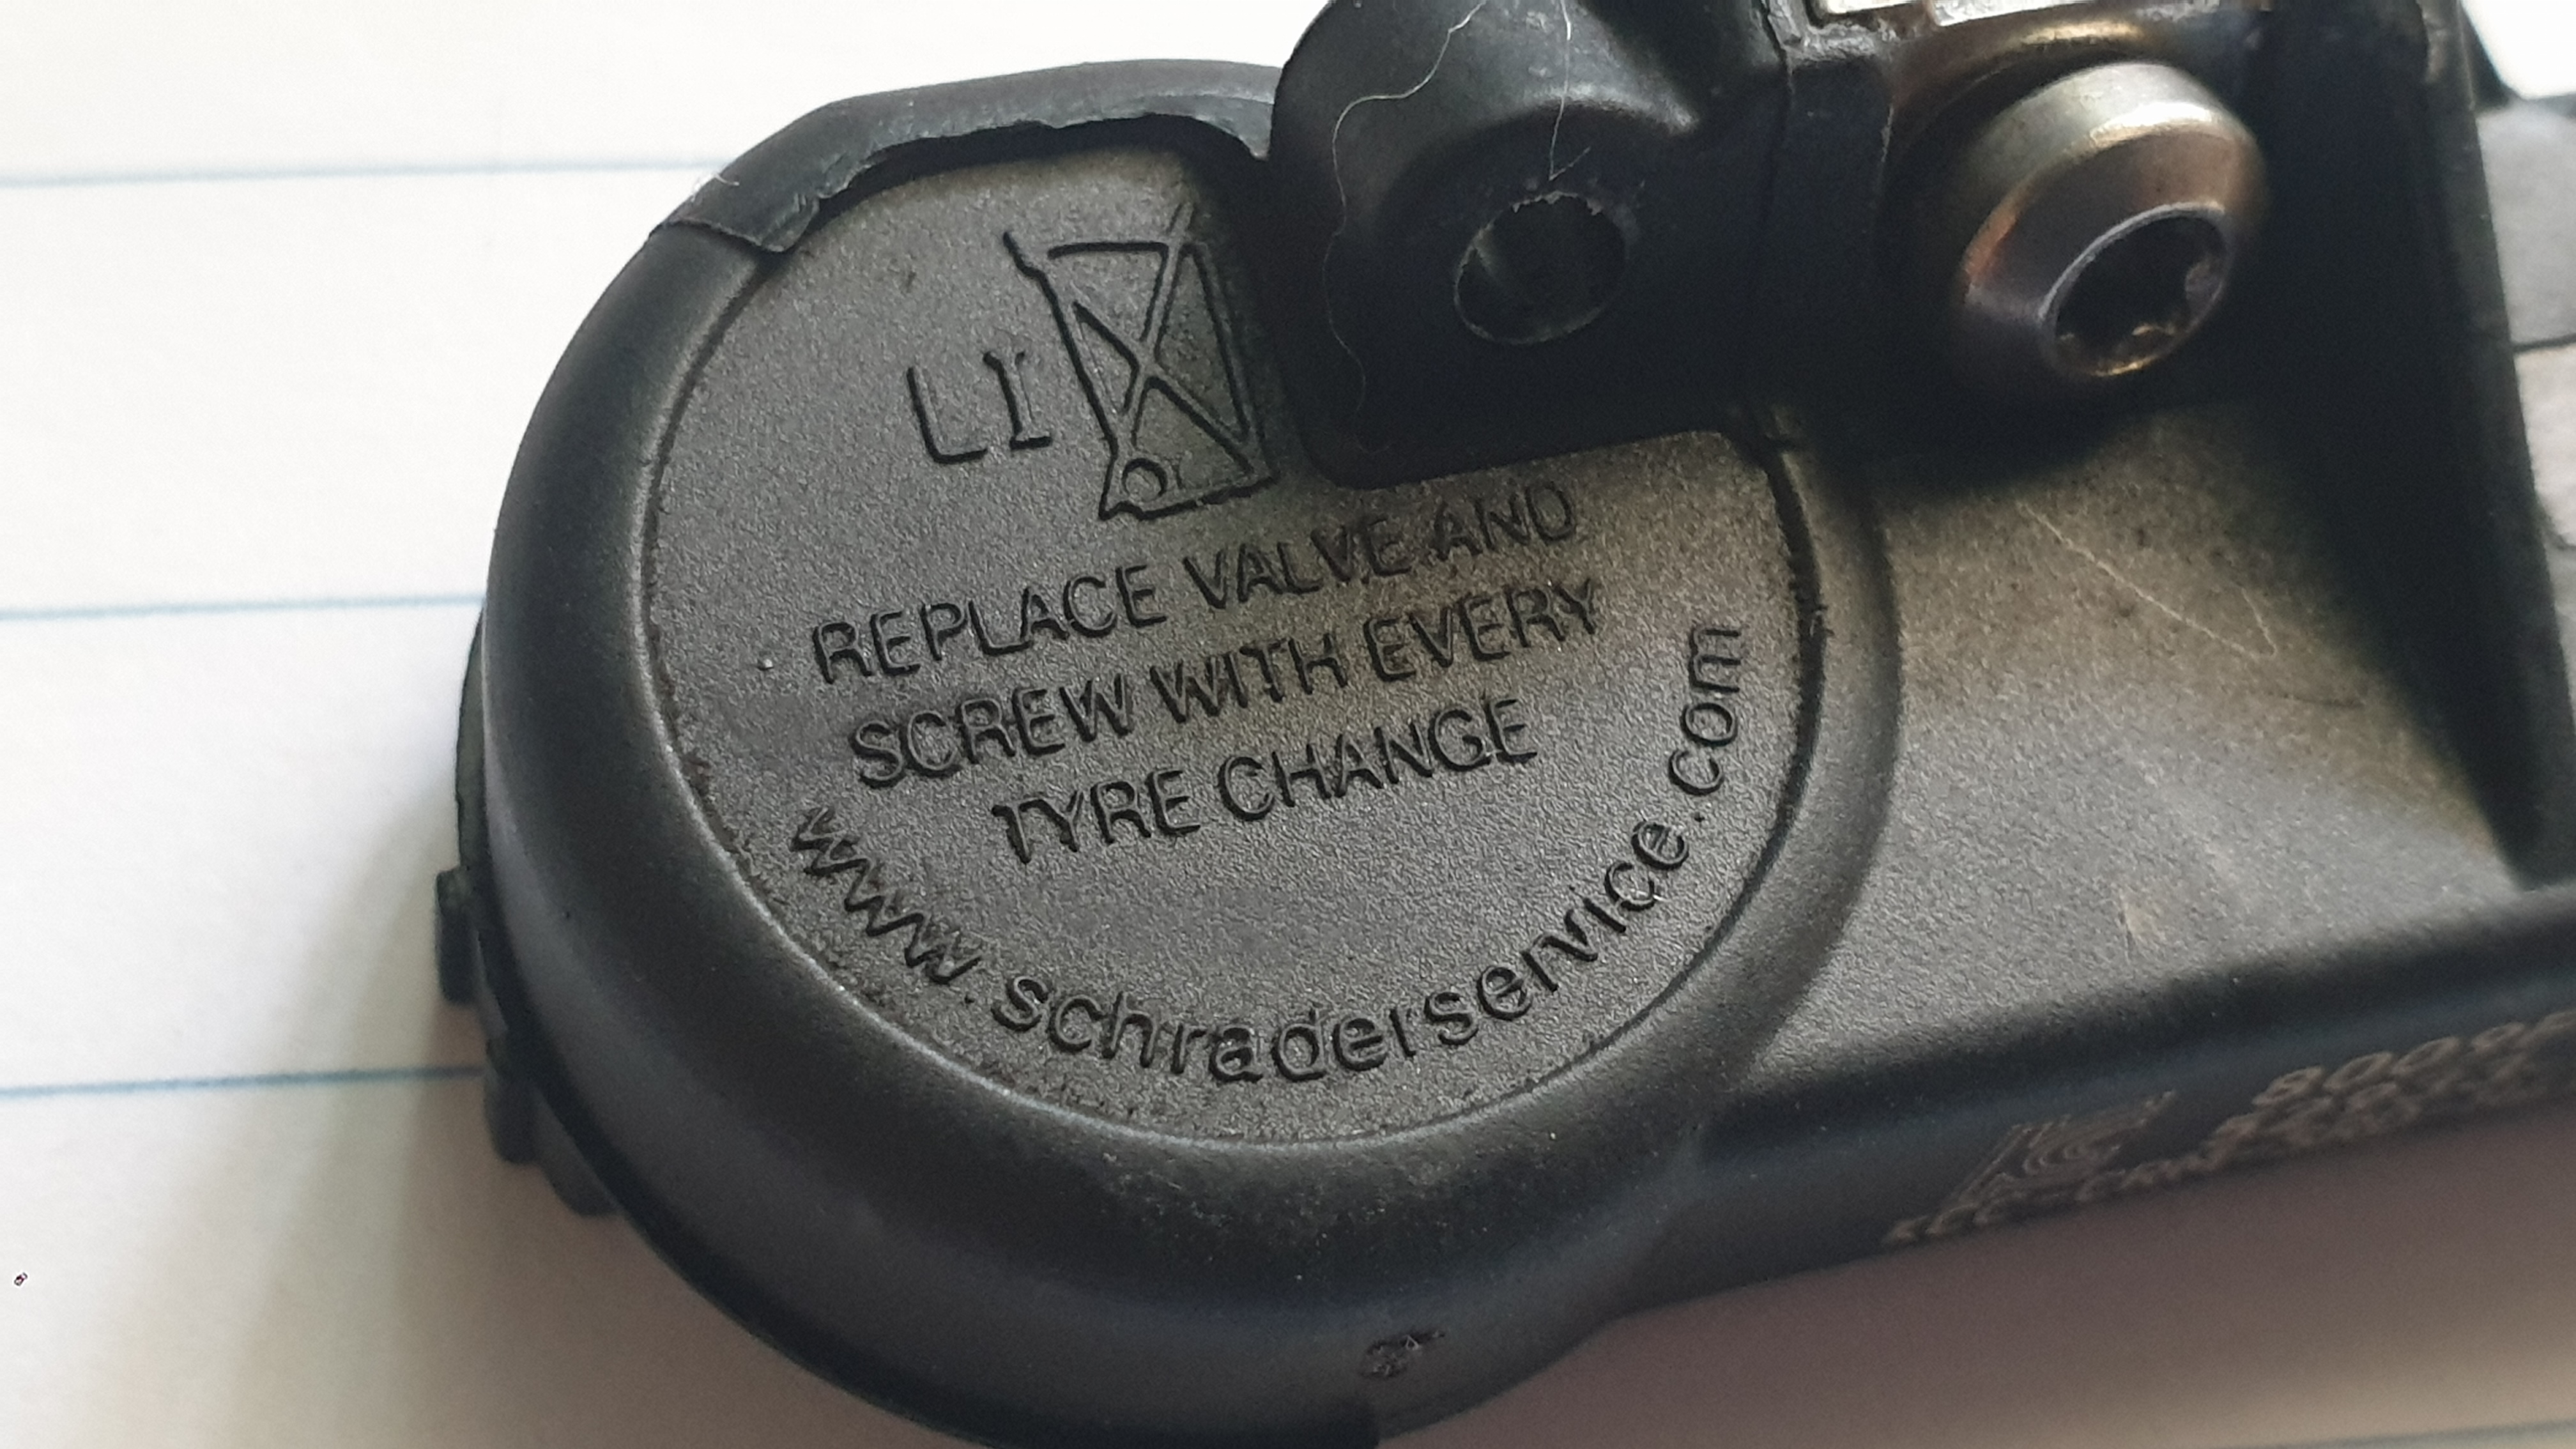 LI
REPLACE VALVE AND
SCREW WITH EVERY
TYRE CHANGE
www.schraderservice.com